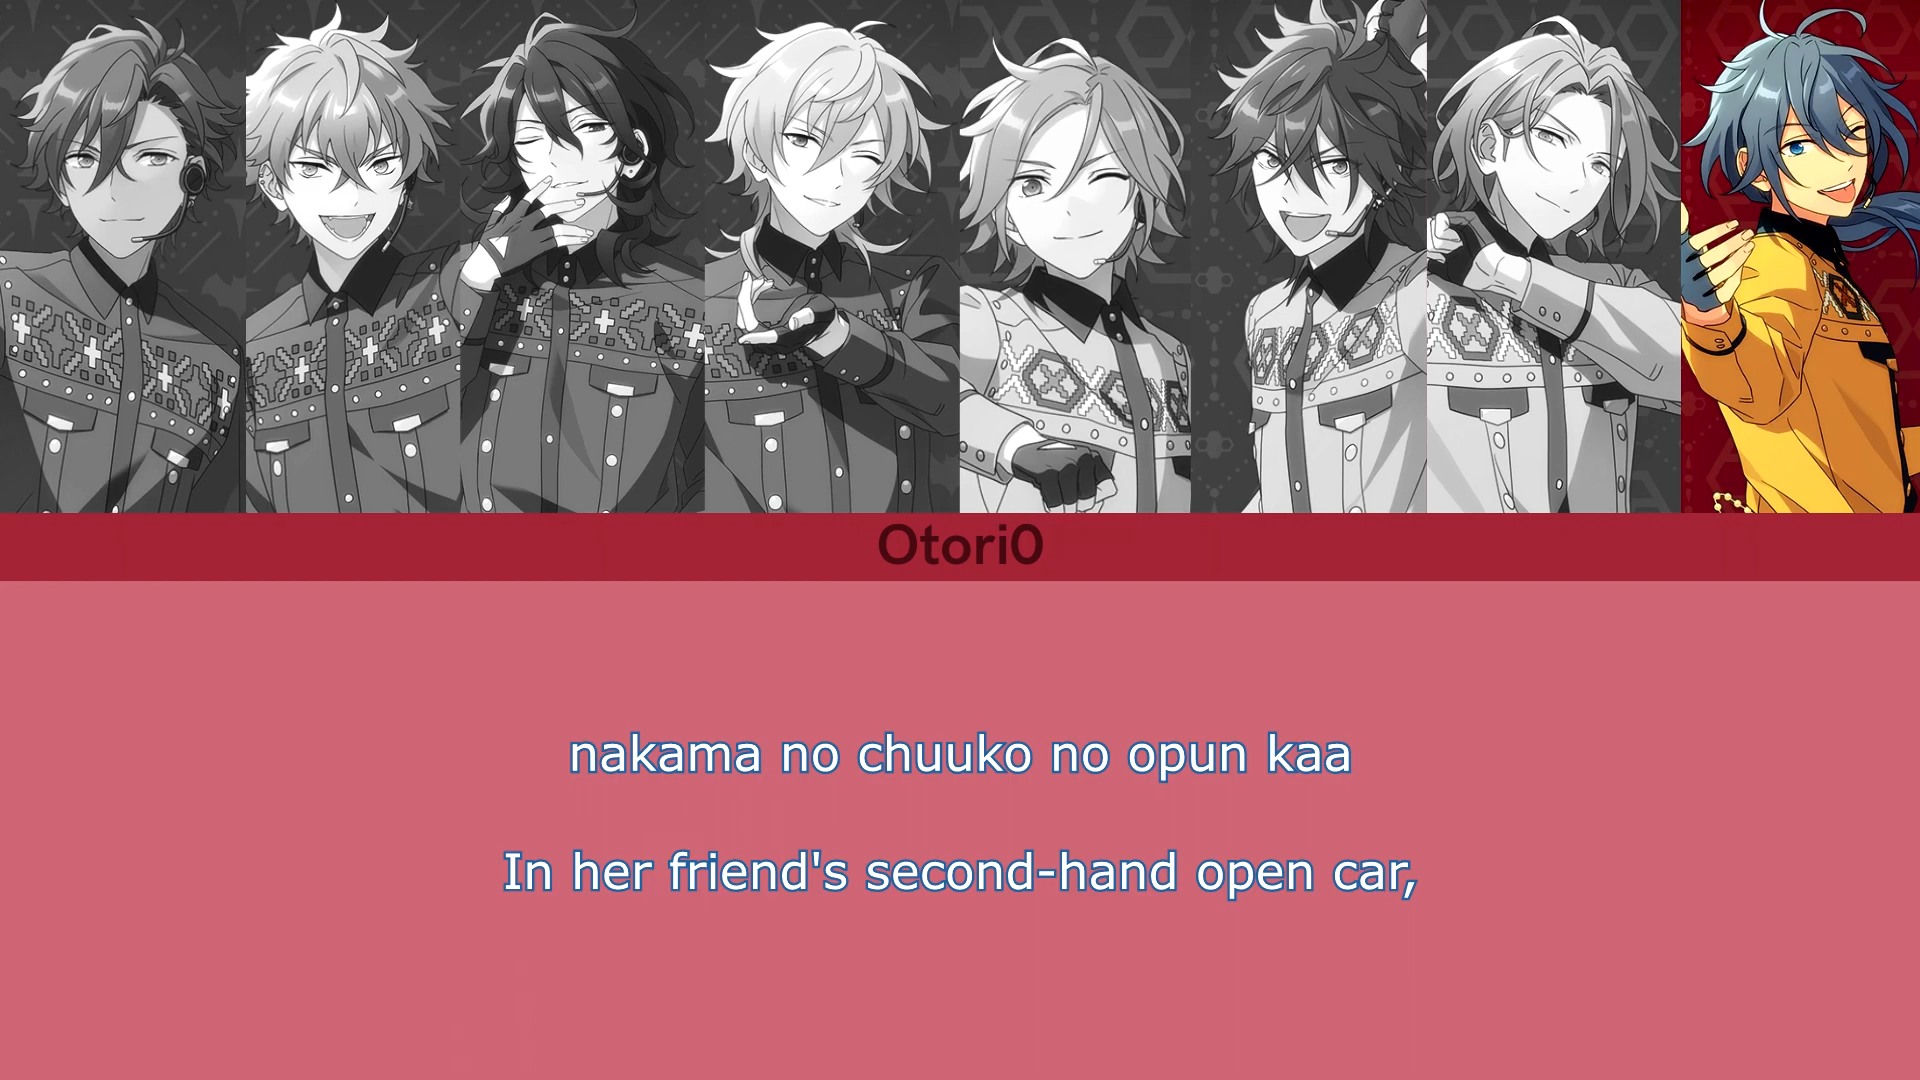 Otori0
nakama no chuuko no opun kaa
In her friend's second-hand open car,